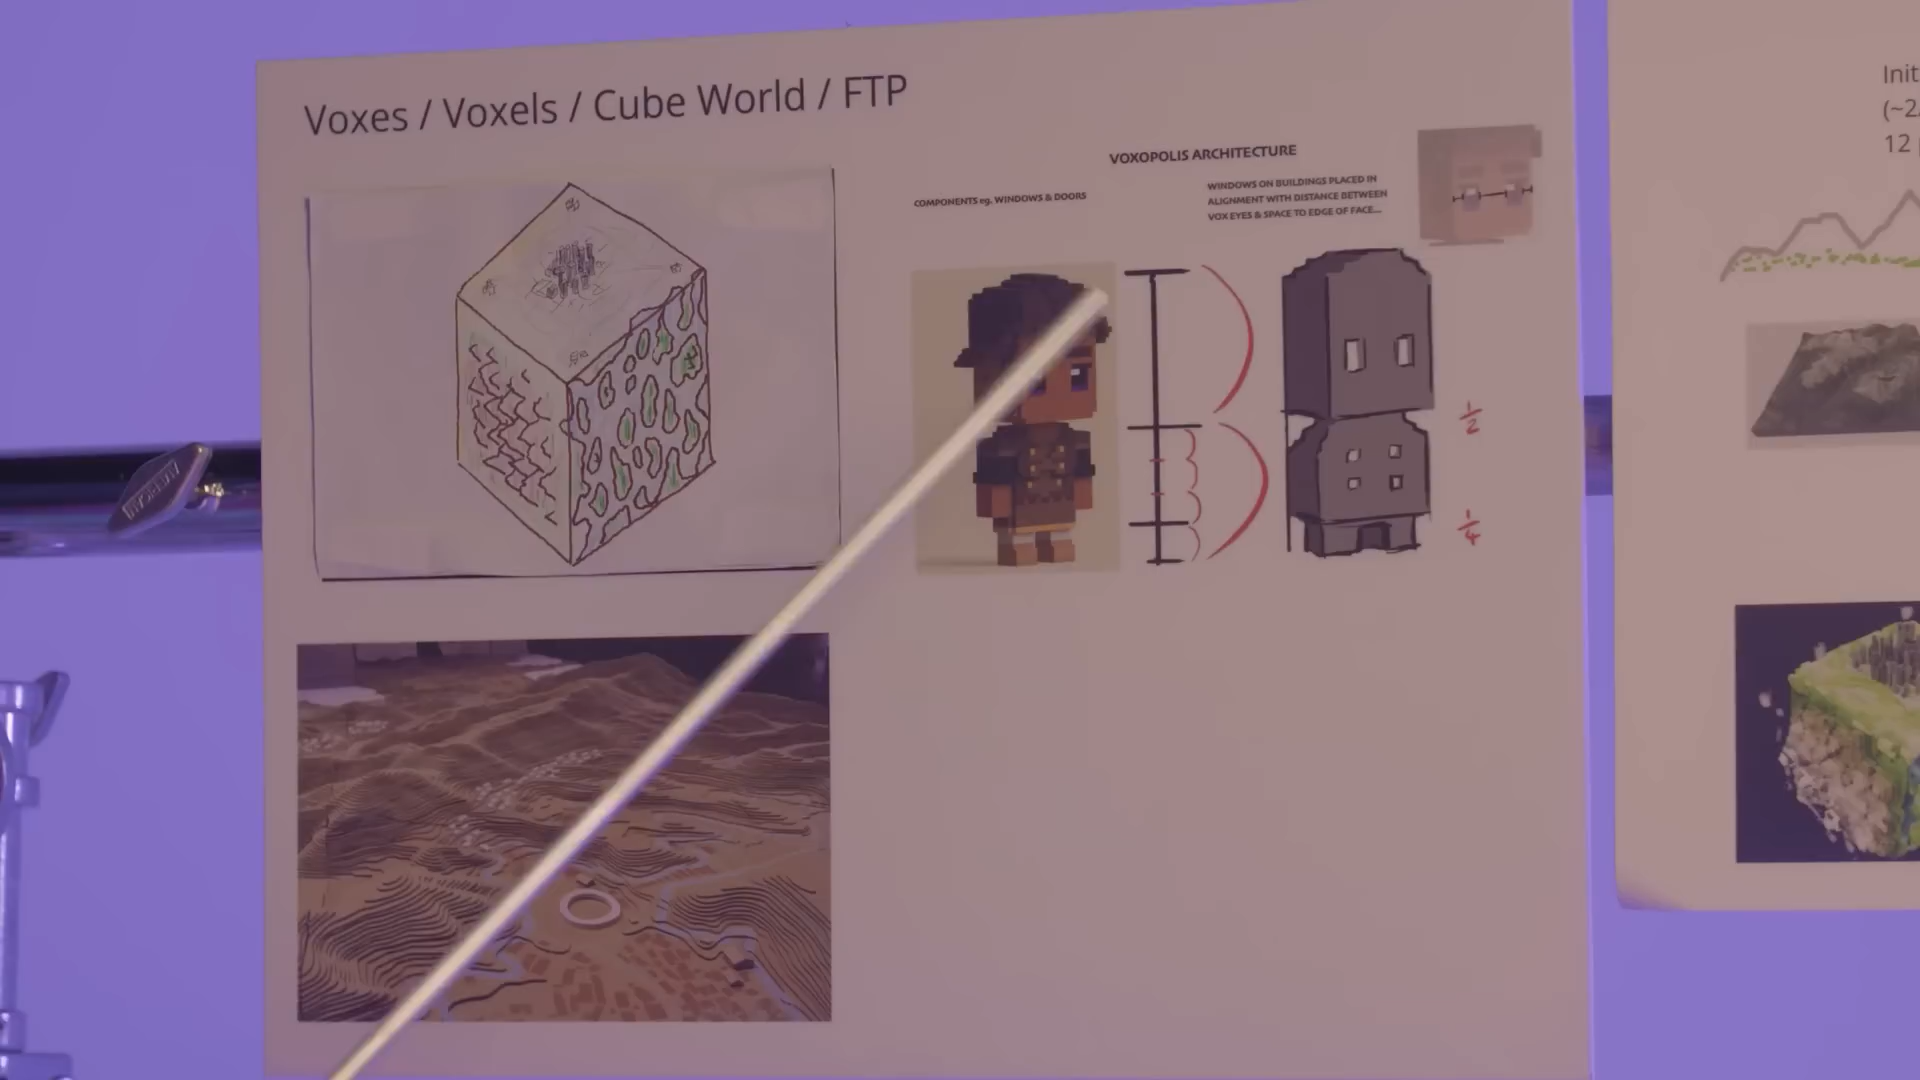 Voxes / Voxels / Cube World / FTP
VOXOPOLIS ARCHITECTURE
COMPONENTS eg. WINDOWS & DOORS
WINDOWS ON BUILDINGS PLACED IN
ALIGNMENT WITH DISTANCE BETWEEN
VOX EYES & SPACE TO EDGE OF FACE...
1/2
1/4
Init
(~2
12